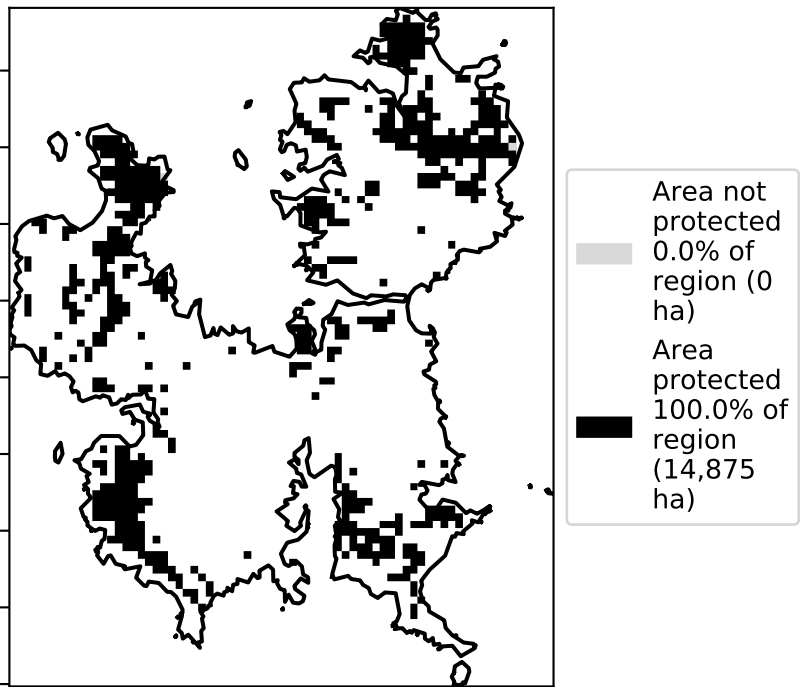 Area not
protected
0.0% of
region (0
ha)
Area
protected
100.0% of
region
(14,875
ha)